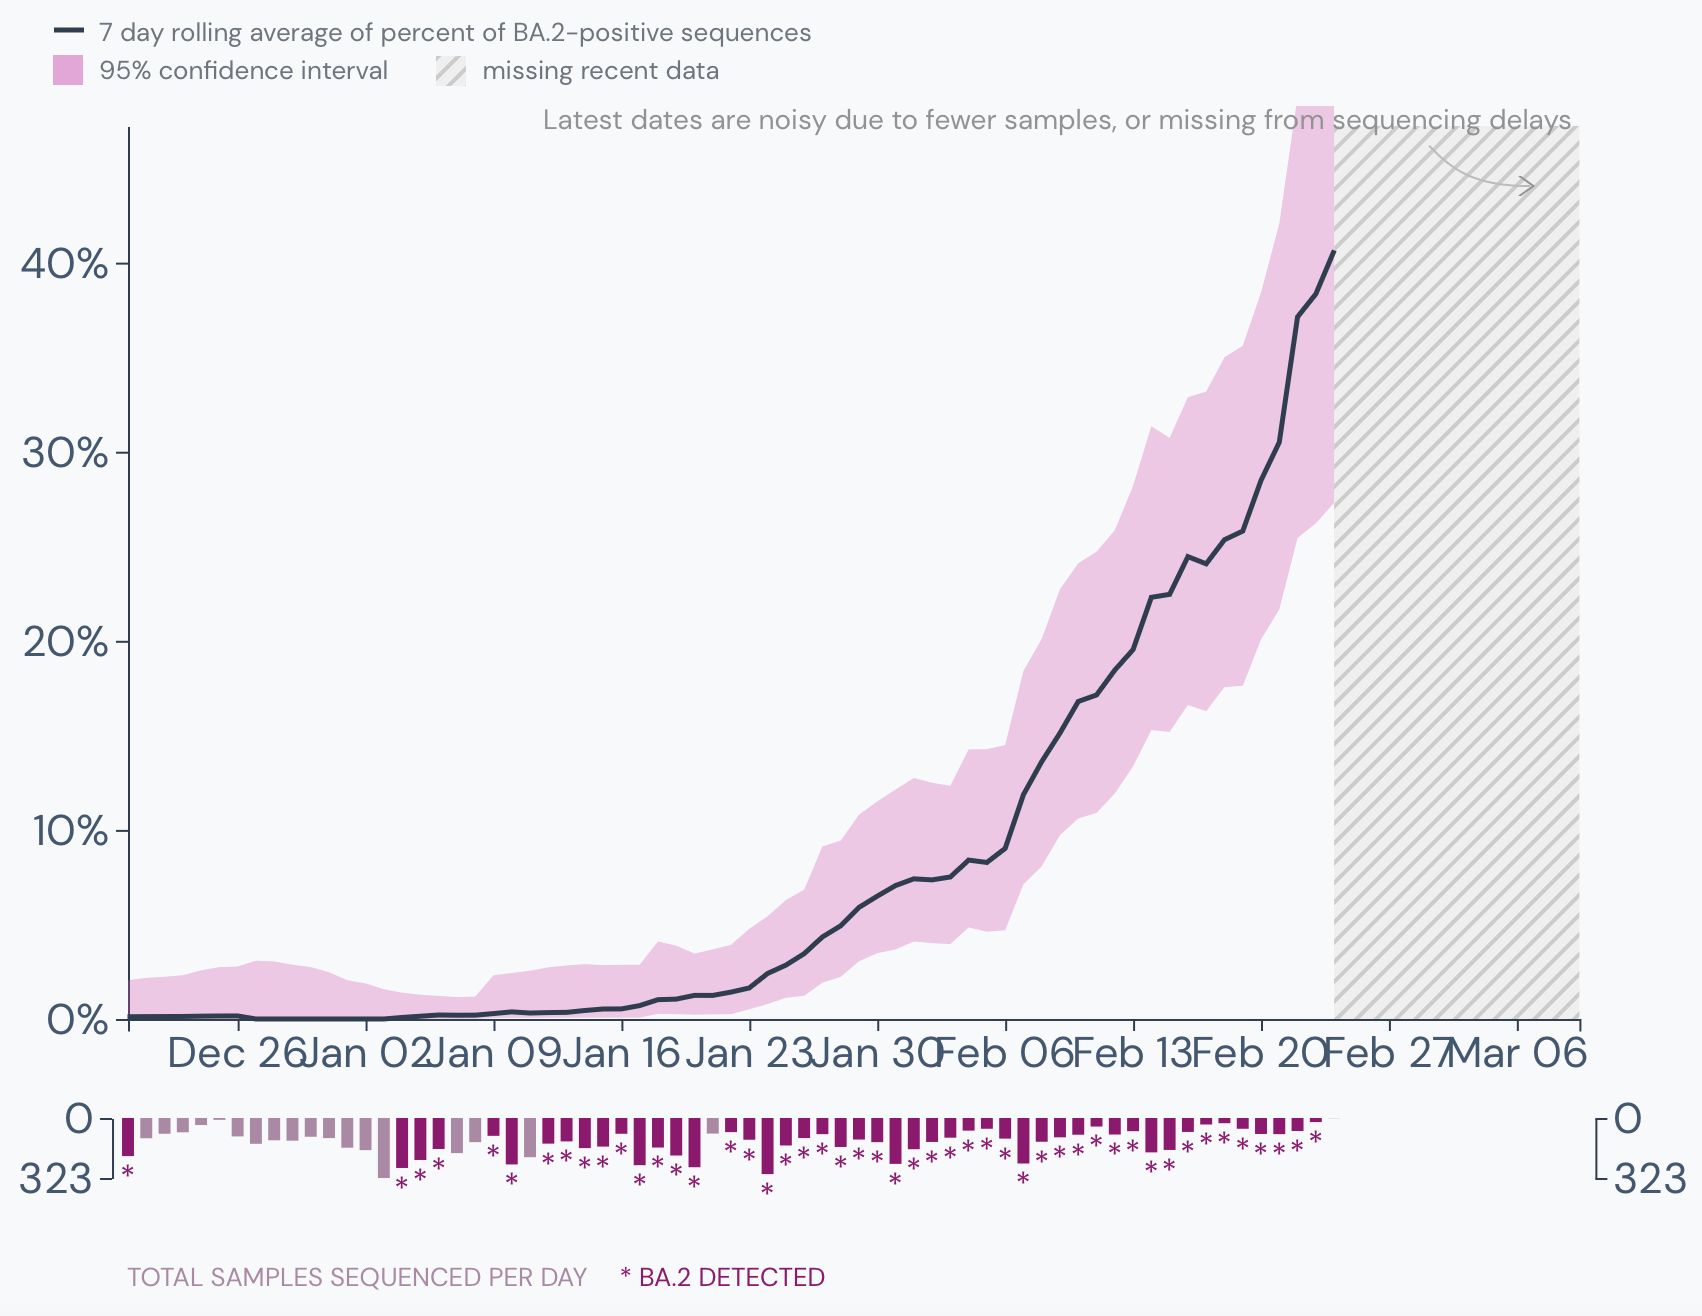 7 day rolling average of percent of BA.2-positive sequences
95% confidence interval missing recent data
Latest dates are noisy due to fewer samples, or missing from sequencing delays.
40%
30%
20%
10%
0%
Dec 26 Jan 02 Jan 09 Jan 16 Jan 23 Jan 30 Feb 06 Feb 13 Feb 20 Feb 27 Mar 06
0 0
* * * * * * * * * * * * * * * * * * * * * * * * * * * * * * * * * * * * * * * * * * * * * * * * * * * *
323 323
TOTAL SAMPLES SEQUENCED PER DAY * BA.2 DETECTED